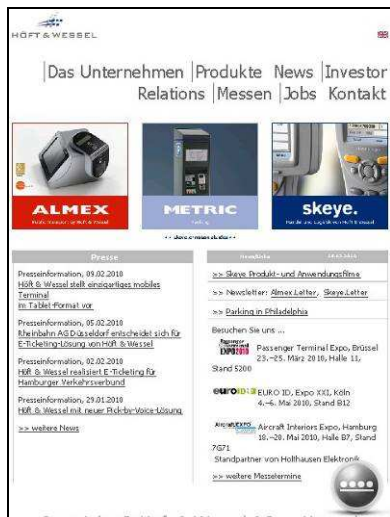 HÖFT & WESSEL
|Das Unternehmen |Produkte News |Investor
Relations |Messen |Jobs Kontakt
ALMEX
METRIC
Parking
skeye.
Presse
Presseinformation, 09.02.2010
Höft & Wessel stellt einzigartiges mobiles
Terminal
im Tablet-Format vor
Presseinformation, 05.02.2010
Rheinbahn AG Düsseldorf entscheidet sich für
E-Ticketing-Lösung von Höft & Wessel
Presseinformation, 02.02.2010
Höft & Wessel realisiert E-Ticketing für
Hamburger Verkehrsverbund
Presseinformation, 29.01.2010
Höft & Wessel mit neuer Pick-by-Voice-Lösung
>> weitere News
>> Skeye Produkt- und Anwendungsfilme
>> Newsletter: Almex.Letter, Skeye.Letter
>> Parking in Philadelphia
Besuchen Sie uns ...
Passenger Terminal EXPO2010 Passenger Terminal Expo, Brüssel
23.-25. März 2010, Halle 11,
Stand 5200
euroID EURO ID, Expo XXI, Köln
4.-6. Mai 2010, Stand B12
AircraftEXPO Aircraft Interiors Expo, Hamburg
18.-20. Mai 2010, Halle B7, Stand
7G71
Standpartner von Holthausen Elektronik
>> weitere Messetermine